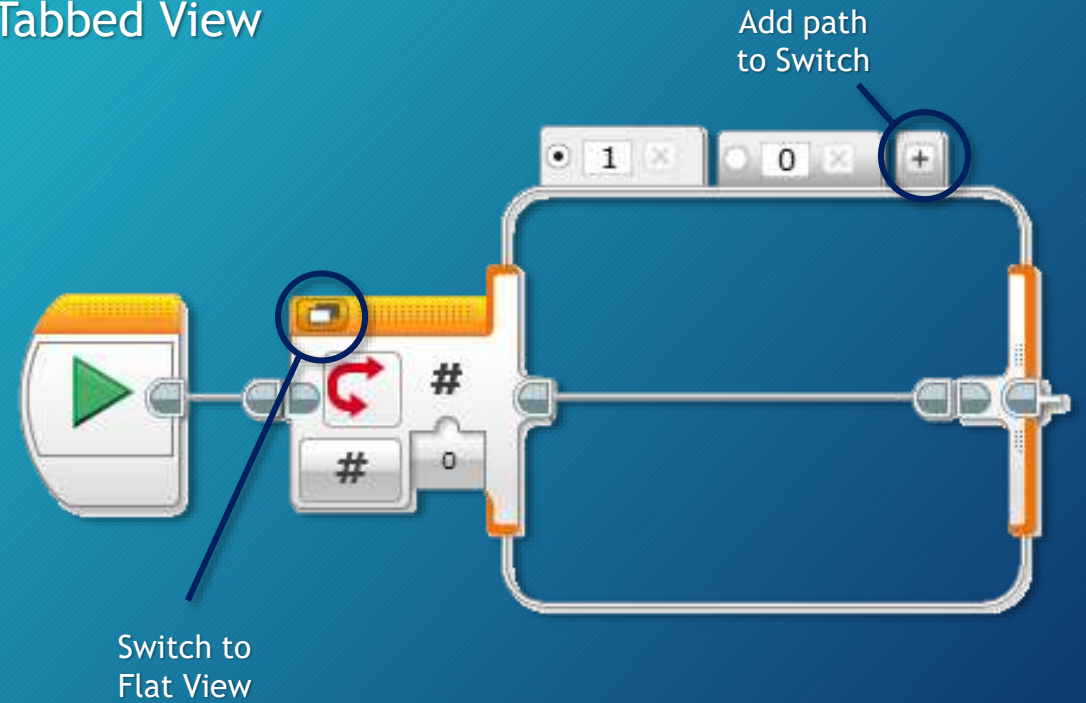 Tabbed View
Add path
to Switch
1
0
+
#
#
0
Switch to
Flat View